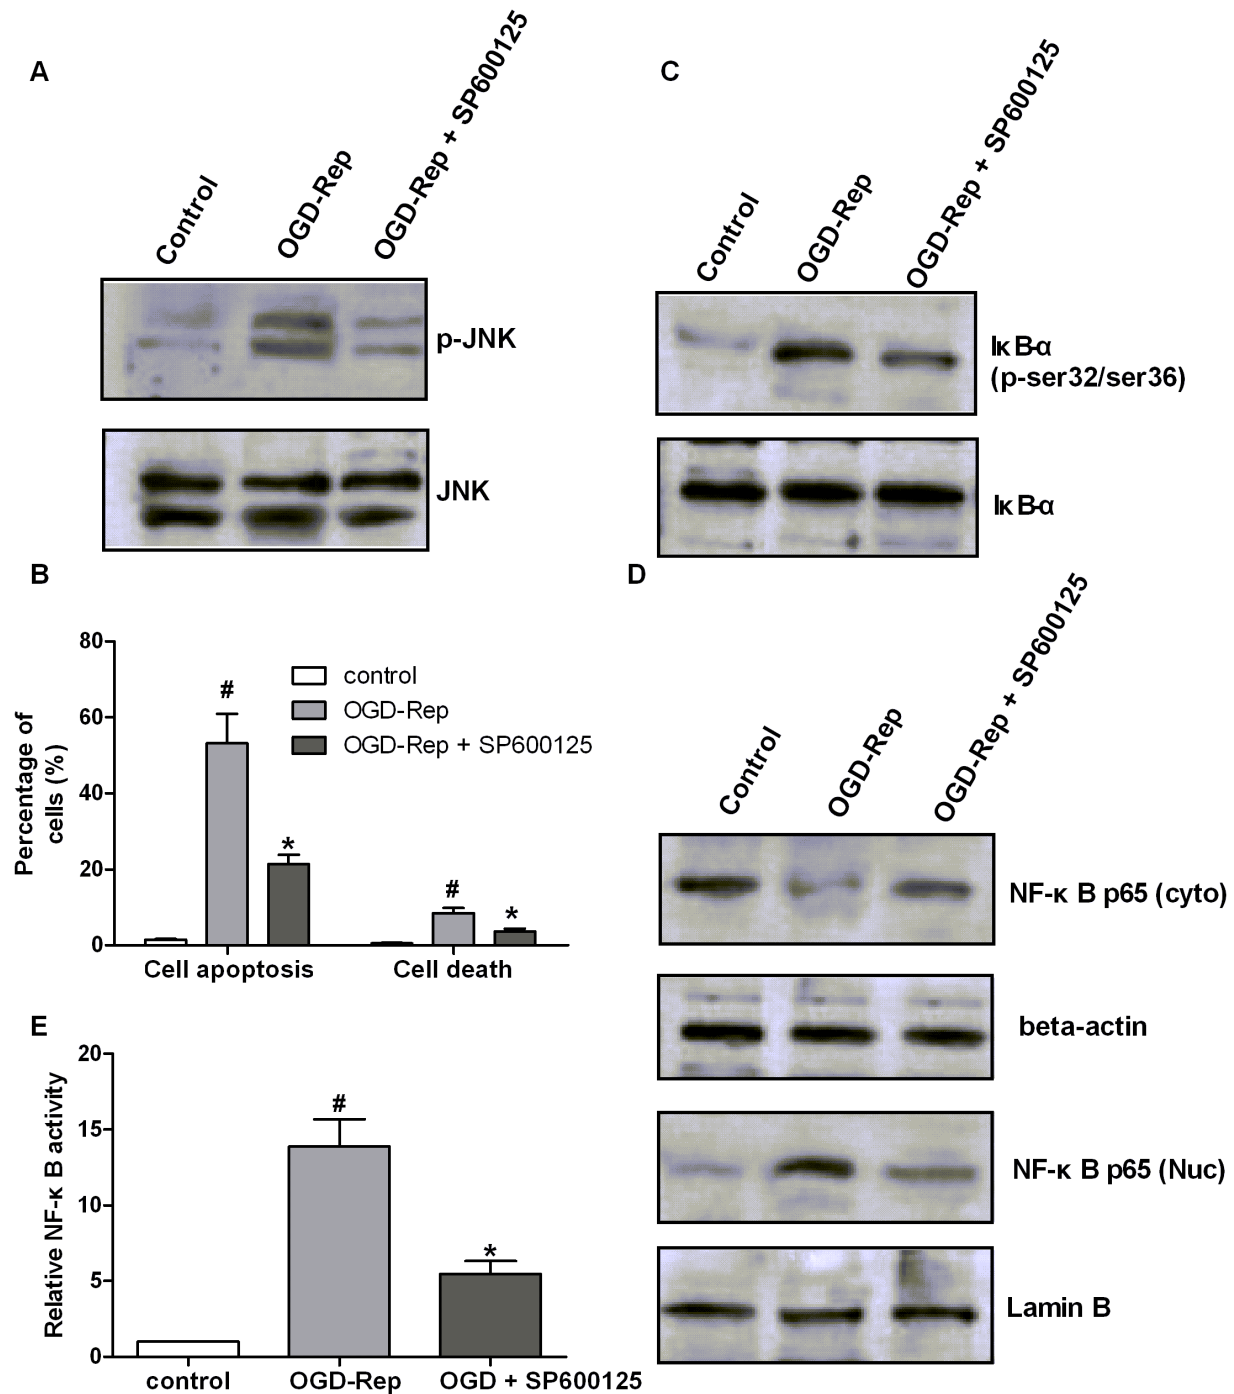 A
Control
OGD-Rep
OGD-Rep + SP600125
p-JNK
JNK
B
80
60
40
20
0
Percentage of
cells (%)
#
*
#
*
control
OGD-Rep
OGD-Rep + SP600125
Cell apoptosis
Cell death
C
Control
OGD-Rep
OGD-Rep + SP600125
IκB-α
(p-ser32/ser36)
IκB-α
D
Control
OGD-Rep
OGD-Rep + SP600125
NF-κ B p65 (cyto)
beta-actin
NF-κ B p65 (Nuc)
Lamin B
E
20
15
10
5
0
Relative NF-κ B activity
#
*
control
OGD-Rep
OGD + SP600125